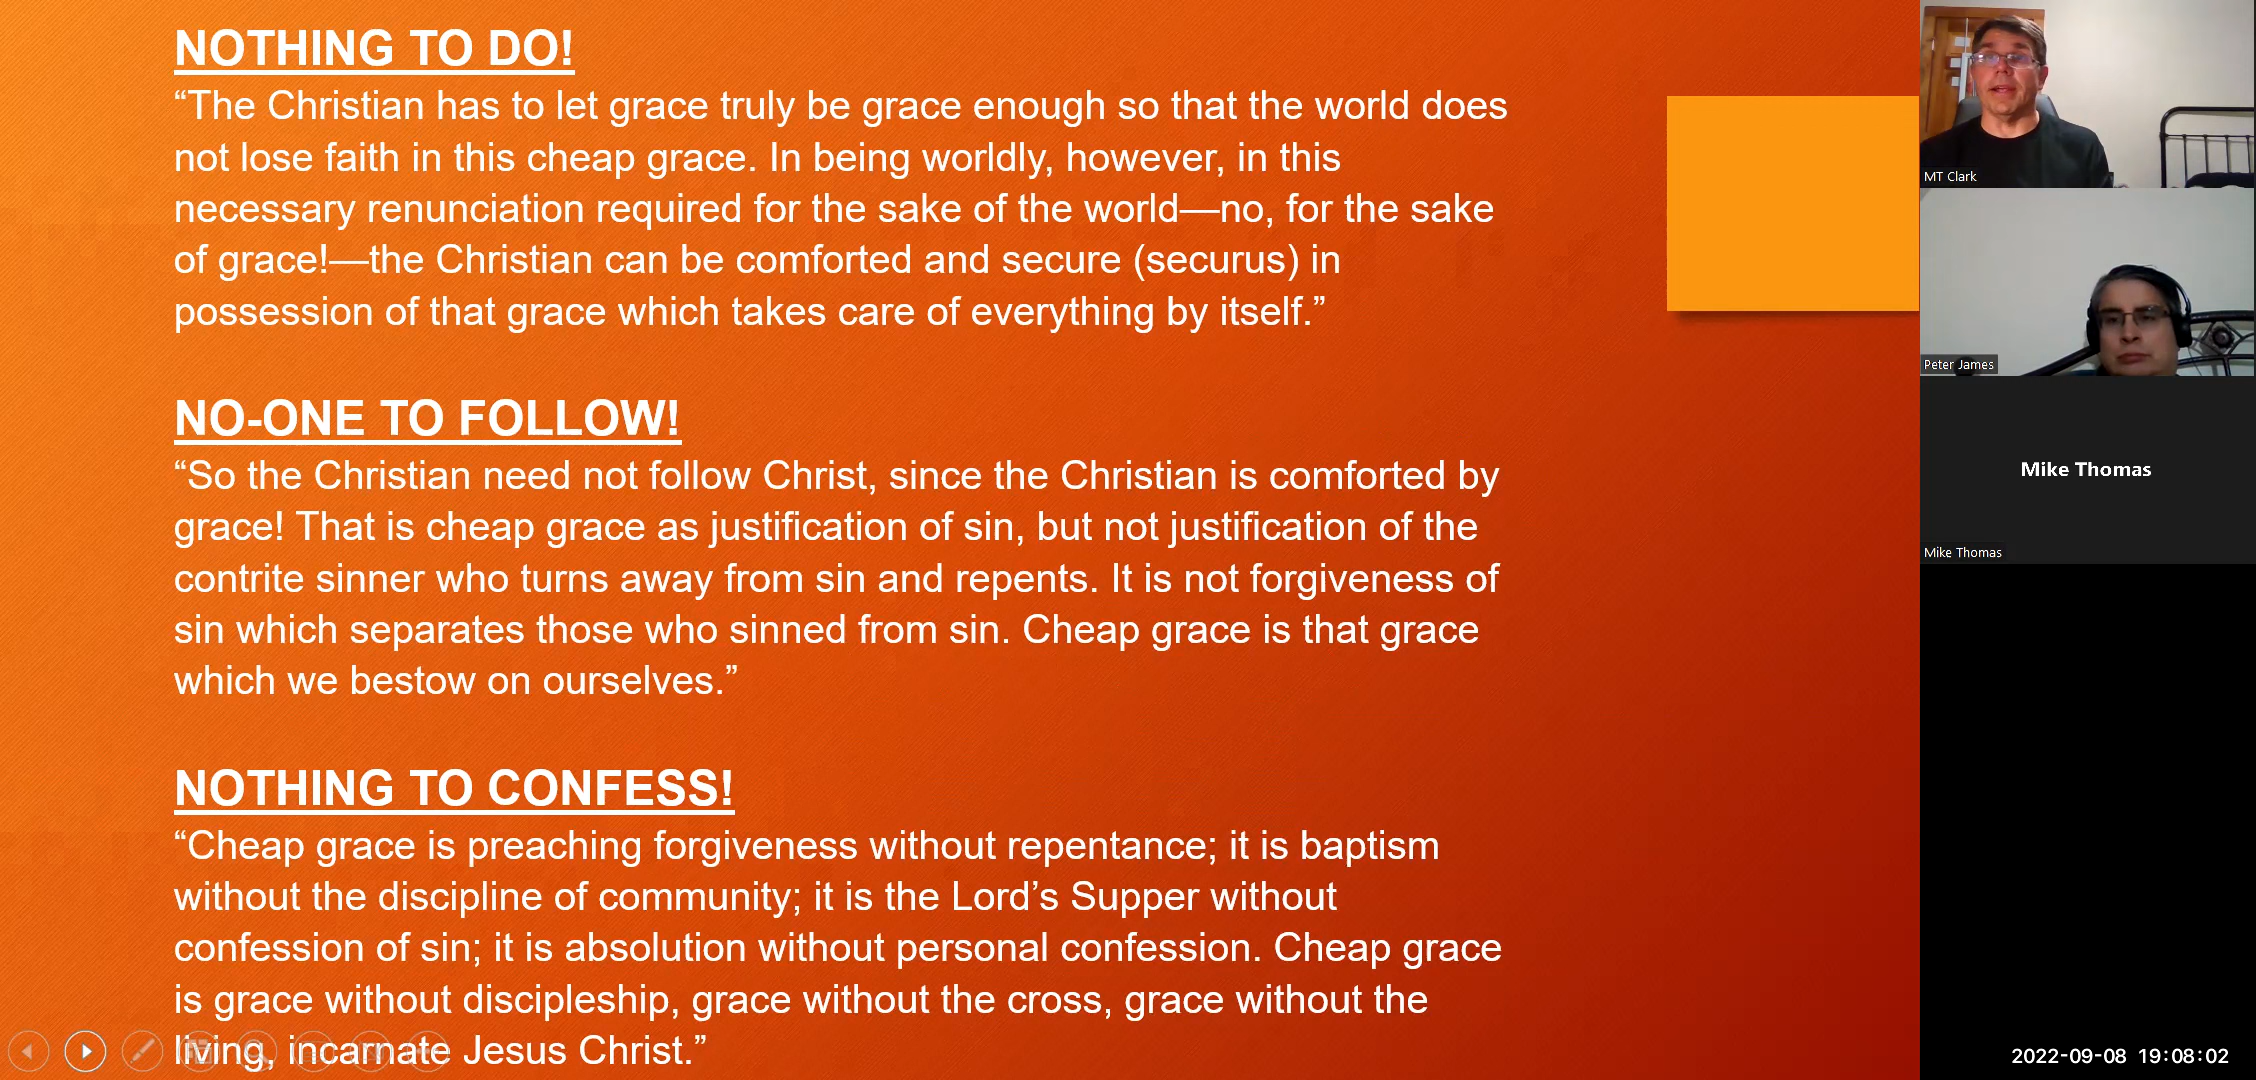 NOTHING TO DO!
“The Christian has to let grace truly be grace enough so that the world does
not lose faith in this cheap grace. In being worldly, however, in this
necessary renunciation required for the sake of the world—no, for the sake
of grace!—the Christian can be comforted and secure (securus) in
possession of that grace which takes care of everything by itself.”
NO-ONE TO FOLLOW!
“So the Christian need not follow Christ, since the Christian is comforted by
grace! That is cheap grace as justification of sin, but not justification of the
contrite sinner who turns away from sin and repents. It is not forgiveness of
sin which separates those who sinned from sin. Cheap grace is that grace
which we bestow on ourselves.”
NOTHING TO CONFESS!
“Cheap grace is preaching forgiveness without repentance; it is baptism
without the discipline of community; it is the Lord’s Supper without
confession of sin; it is absolution without personal confession. Cheap grace
is grace without discipleship, grace without the cross, grace without the
living, incarnate Jesus Christ.”
MT Clark
Peter James
Mike Thomas
Mike Thomas
2022-09-08 19:08:02